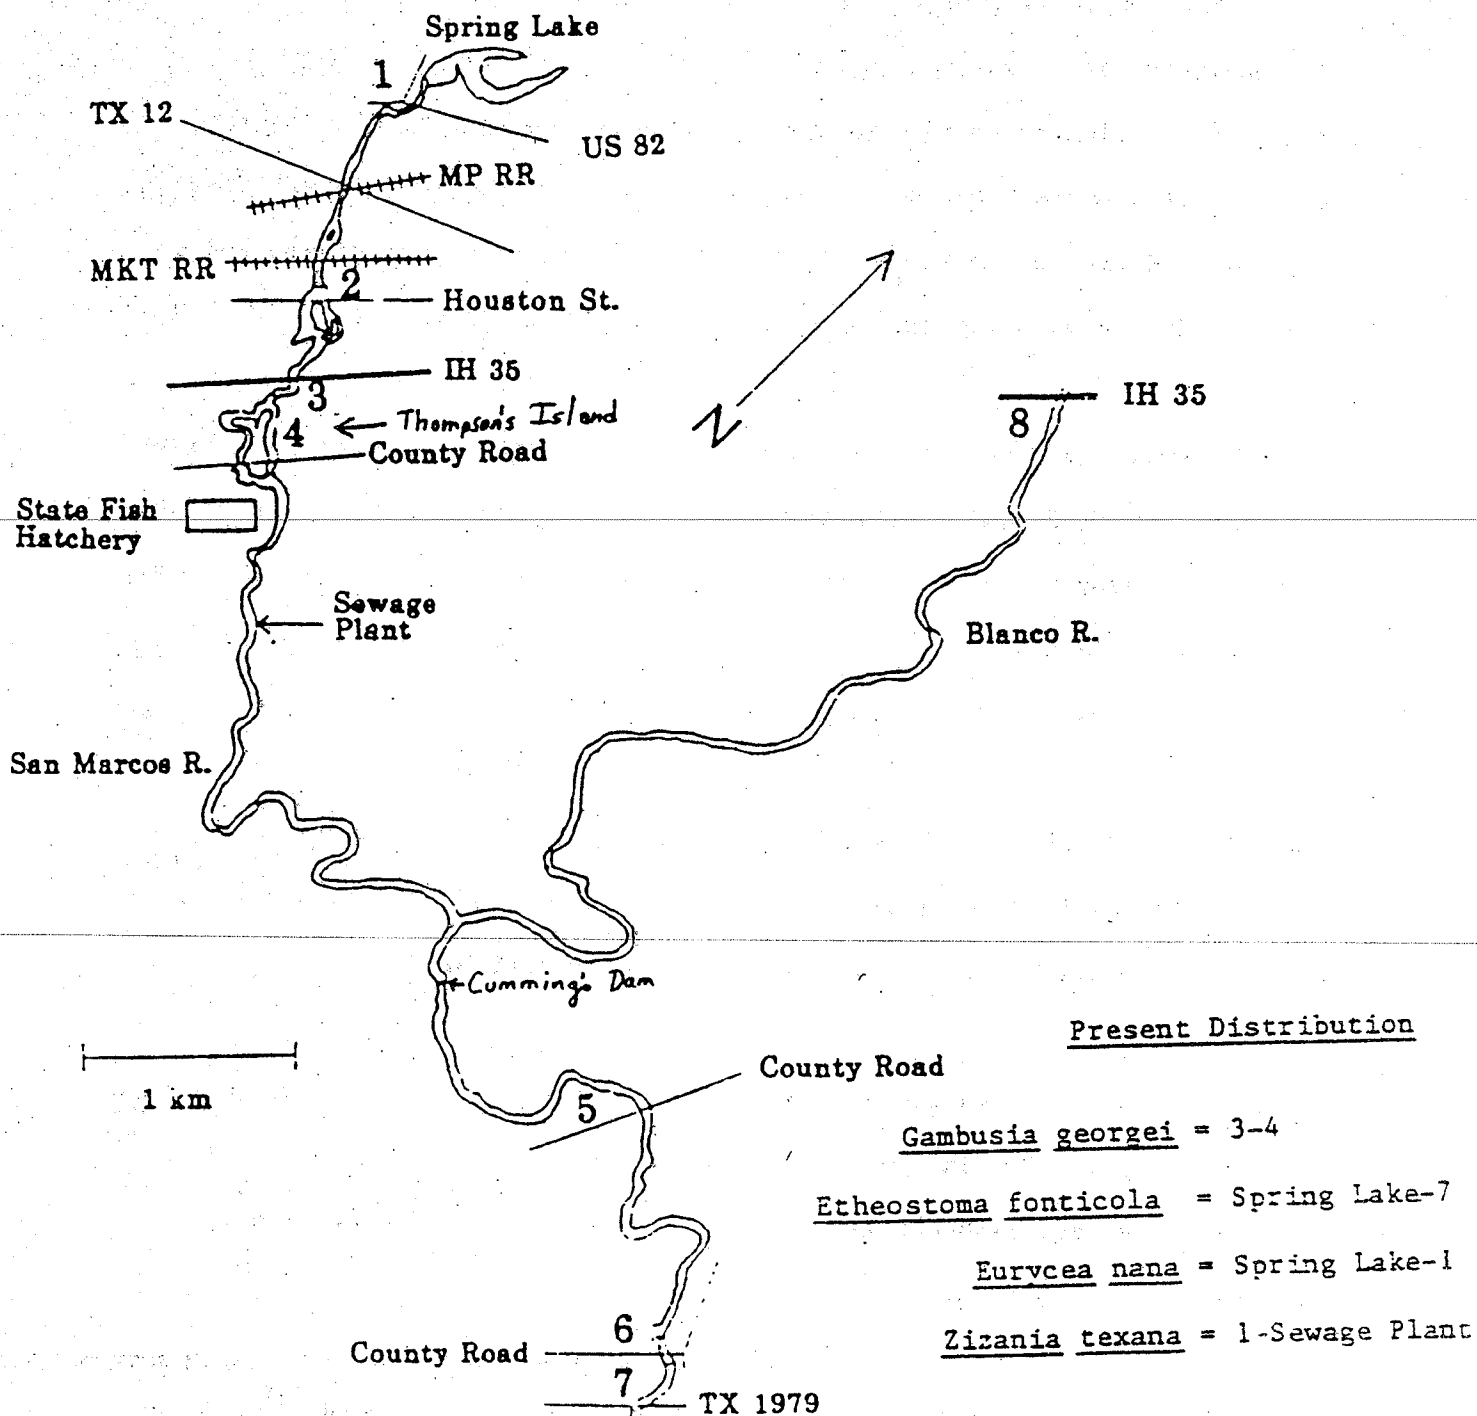 Spring Lake
1
TX 12
US 82
MP RR
MKT RR
2
Houston St.
IH 35
3
4
Thompson's Island
County Road
IH 35
8
N
State Fish
Hatchery
Sewage
Plant
Blanco R.
San Marcos R.
Cumming's Dam
Present Distribution
1 km
County Road
5
Gambusia georgei = 3-4
Etheostoma fonticola = Spring Lake-7
Eurycea nana = Spring Lake-1
6
Zizania texana = 1-Sewage Plant
County Road
7
TX 1979